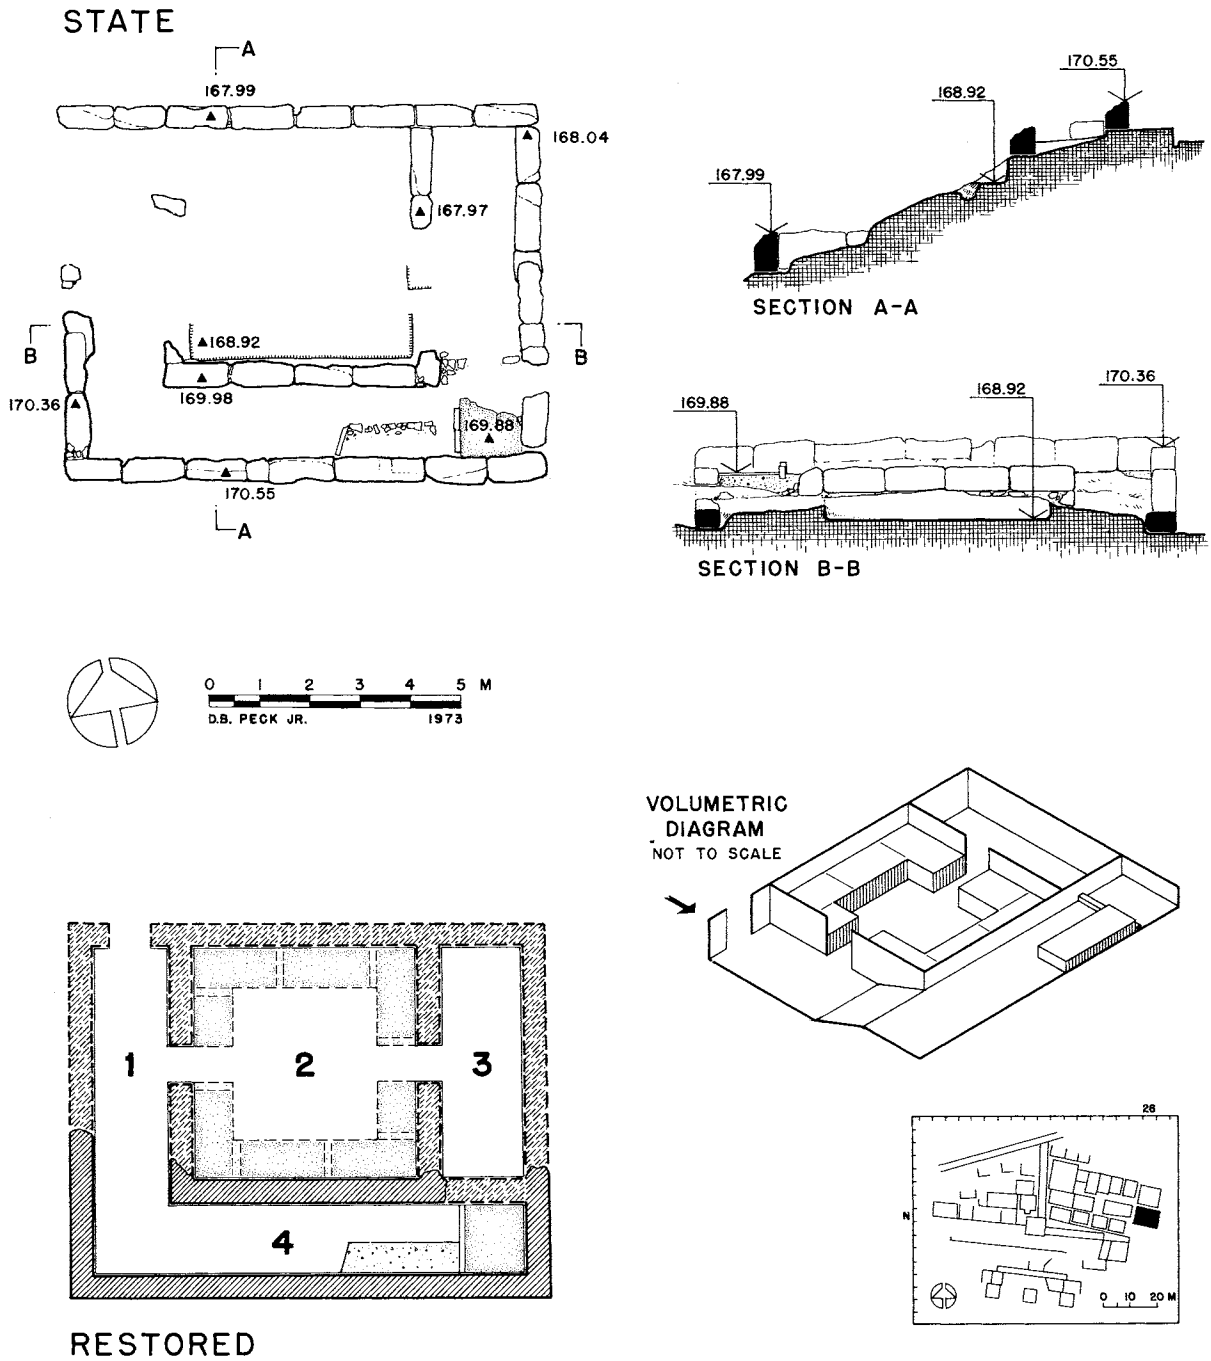 STATE
A
167.99
168.04
167.97
B
168.92
B
169.98
170.36
169.88
170.55
A
170.55
168.92
167.99
SECTION A-A
170.36
168.92
169.88
SECTION B-B
0 1 2 3 4 5 M
D.B. PECK JR. 1973
VOLUMETRIC
DIAGRAM
NOT TO SCALE
1
2
3
4
RESTORED
26
N
0 10 20 M